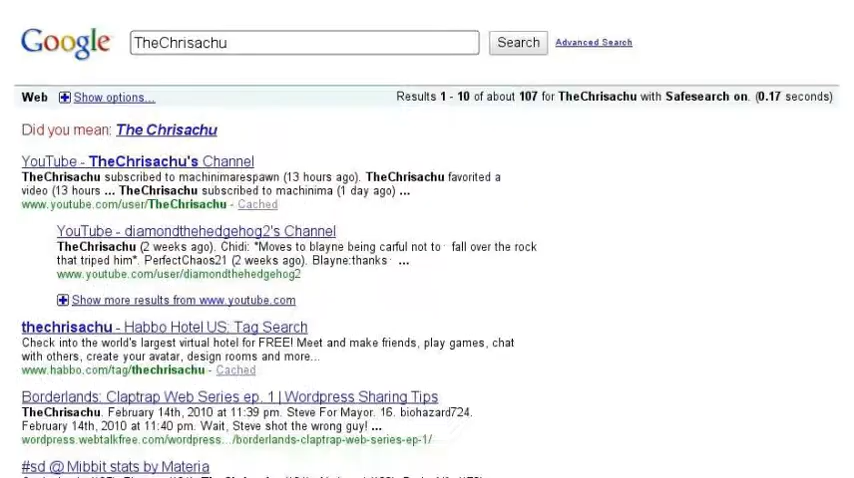 Google TheChrisachu Search Advanced Search
Web Show options... Results 1 - 10 of about 107 for TheChrisachu with Safesearch on. (0.17 seconds)
Did you mean: The Chrisachu
YouTube - TheChrisachu's Channel
TheChrisachu subscribed to machinimarespawn (13 hours ago). TheChrisachu favorited a
video (13 hours ... TheChrisachu subscribed to machinima (1 day ago) ...
www.youtube.com/user/TheChrisachu - Cached
YouTube - diamondthehedgehog2's Channel
TheChrisachu (2 weeks ago). Chidi: *Moves to blayne being carful not to fall over the rock
that triped him*. PerfectChaos21 (2 weeks ago). Blayne:thanks ...
www.youtube.com/user/diamondthehedgehog2
Show more results from www.youtube.com
thechrisachu - Habbo Hotel US: Tag Search
Check into the world's largest virtual hotel for FREE! Meet and make friends, play games, chat
with others, create your avatar, design rooms and more...
www.habbo.com/tag/thechrisachu - Cached
Borderlands: Claptrap Web Series ep. 1 | Wordpress Sharing Tips
TheChrisachu. February 14th, 2010 at 11:39 pm. Steve For Mayor. 16. biohazard724.
February 14th, 2010 at 11:40 pm. Wait, Steve shot the wrong guy! ...
wordpress.webtalkfree.com/wordpress.../borderlands-claptrap-web-series-ep-1/
#sd @ Mibbit stats by Materia